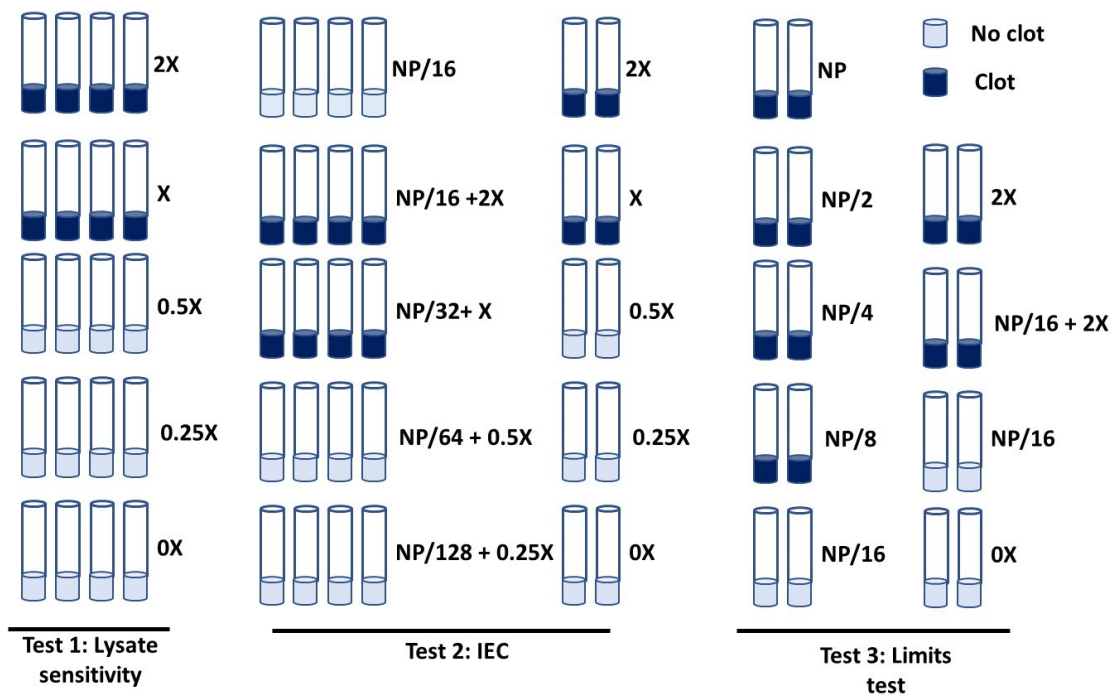 2X
X
0.5X
0.25X
0X
Test 1: Lysate
sensitivity
NP/16
NP/16 +2X
NP/32+ X
NP/64 + 0.5X
NP/128 + 0.25X
2X
X
0.5X
0.25X
0X
Test 2: IEC
NP
NP/2
NP/4
NP/8
NP/16
2X
NP/16 + 2X
NP/16
0X
Test 3: Limits
test
No clot
Clot